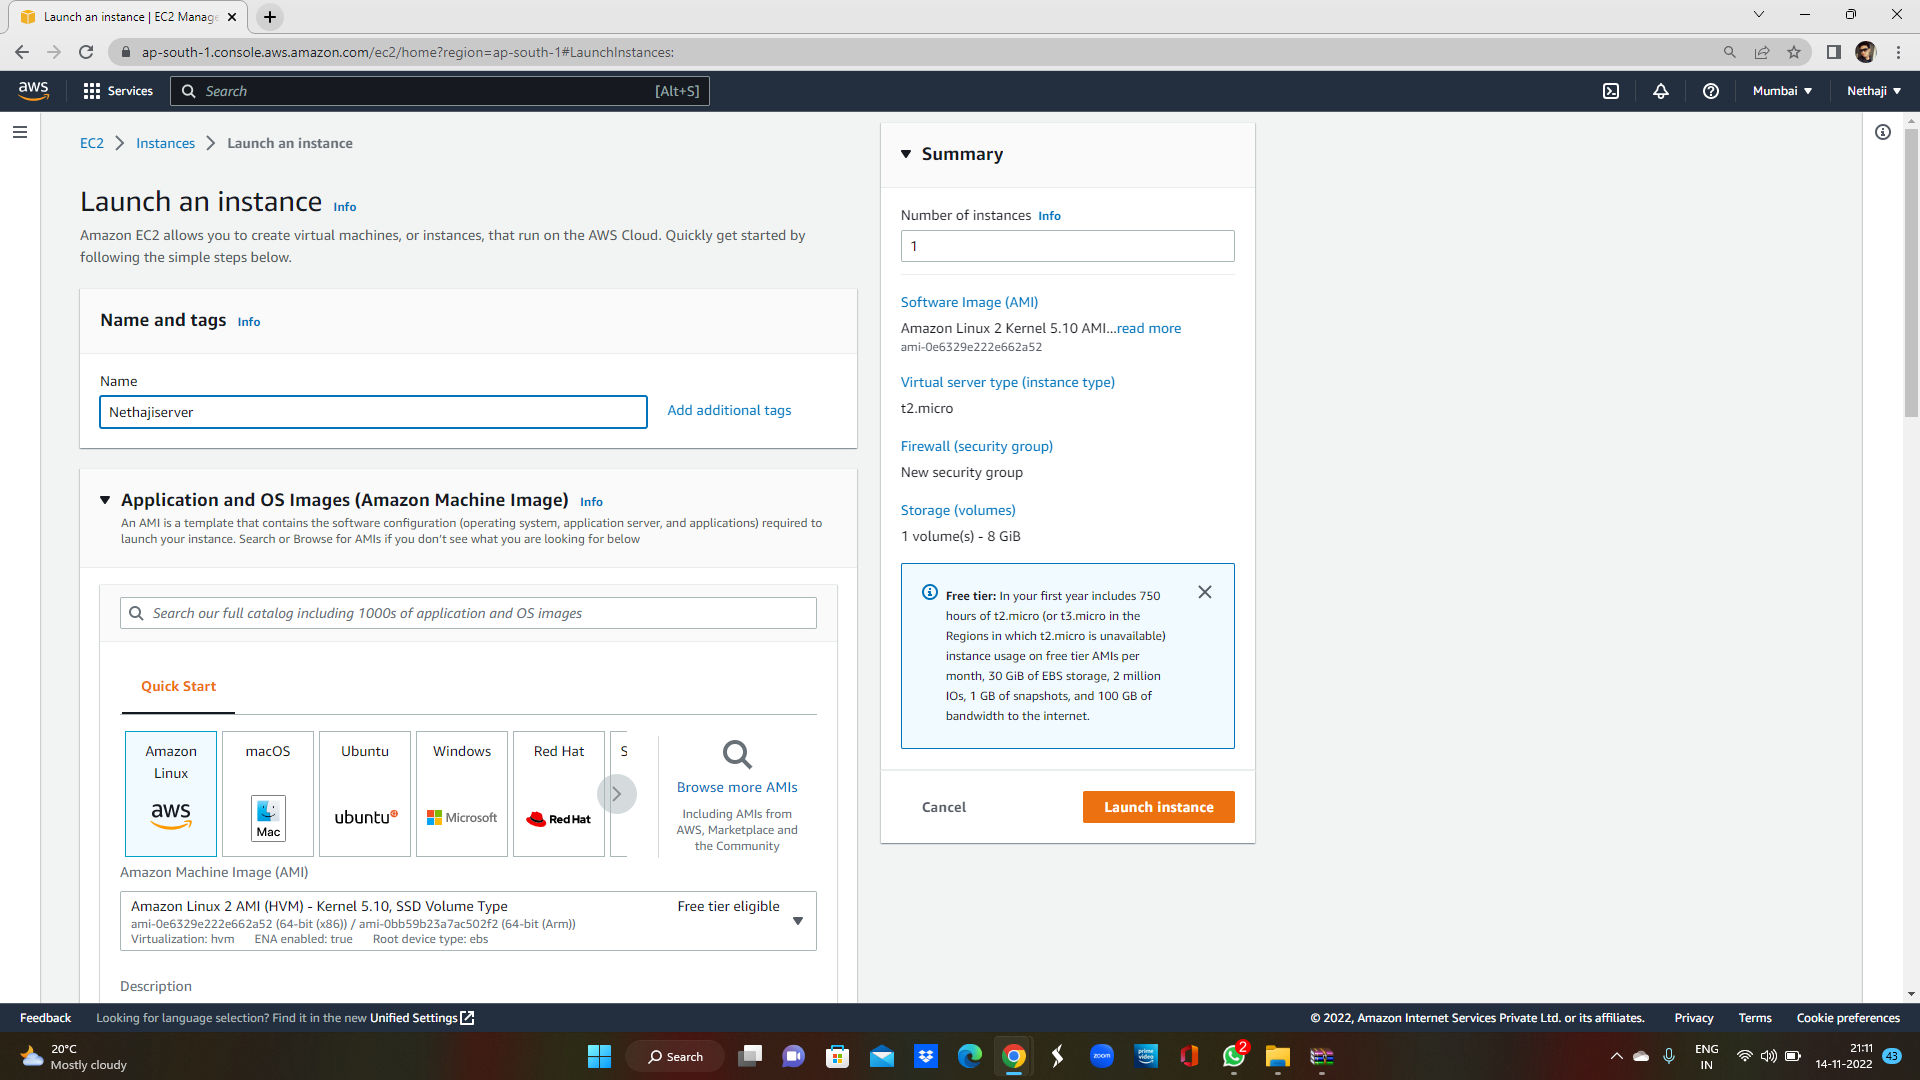 Launch an instance | EC2 Manage
ap-south-1.console.aws.amazon.com/ec2/home?region=ap-south-1#LaunchInstances:
aws
Services
Search
[Alt+S]
Mumbai
Nethaji
EC2
Instances
Launch an instance
Launch an instance Info
Amazon EC2 allows you to create virtual machines, or instances, that run on the AWS Cloud. Quickly get started by
following the simple steps below.
Name and tags Info
Name
Nethajiserver
Add additional tags
Application and OS Images (Amazon Machine Image) Info
An AMI is a template that contains the software configuration (operating system, application server, and applications) required to
launch your instance. Search or Browse for AMIs if you don't see what you are looking for below
Search our full catalog including 1000s of application and OS images
Quick Start
Amazon
Linux
aws
macOS
Mac
Ubuntu
ubuntu
Windows
Microsoft
Red Hat
Red Hat
S
Browse more AMIs
Including AMIs from
AWS, Marketplace and
the Community
Amazon Machine Image (AMI)
Amazon Linux 2 AMI (HVM) - Kernel 5.10, SSD Volume Type
Free tier eligible
ami-0e6329e222e662a52 (64-bit (x86)) / ami-0bb59b23a7ac502f2 (64-bit (Arm))
Virtualization: hvm ENA enabled: true Root device type: ebs
Description
Summary
Number of instances Info
1
Software Image (AMI)
Amazon Linux 2 Kernel 5.10 AMI...read more
ami-0e6329e222e662a52
Virtual server type (instance type)
t2.micro
Firewall (security group)
New security group
Storage (volumes)
1 volume(s) - 8 GiB
Free tier: In your first year includes 750
hours of t2.micro (or t3.micro in the
Regions in which t2.micro is unavailable)
instance usage on free tier AMIs per
month, 30 GiB of EBS storage, 2 million
IOs, 1 GB of snapshots, and 100 GB of
bandwidth to the internet.
Cancel
Launch instance
Feedback
Looking for language selection? Find it in the new Unified Settings
© 2022, Amazon Internet Services Private Ltd. or its affiliates.
Privacy
Terms
Cookie preferences
20°C
Mostly cloudy
Search
zoom
prime
video
2
ENG
IN
21:11
14-11-2022
43